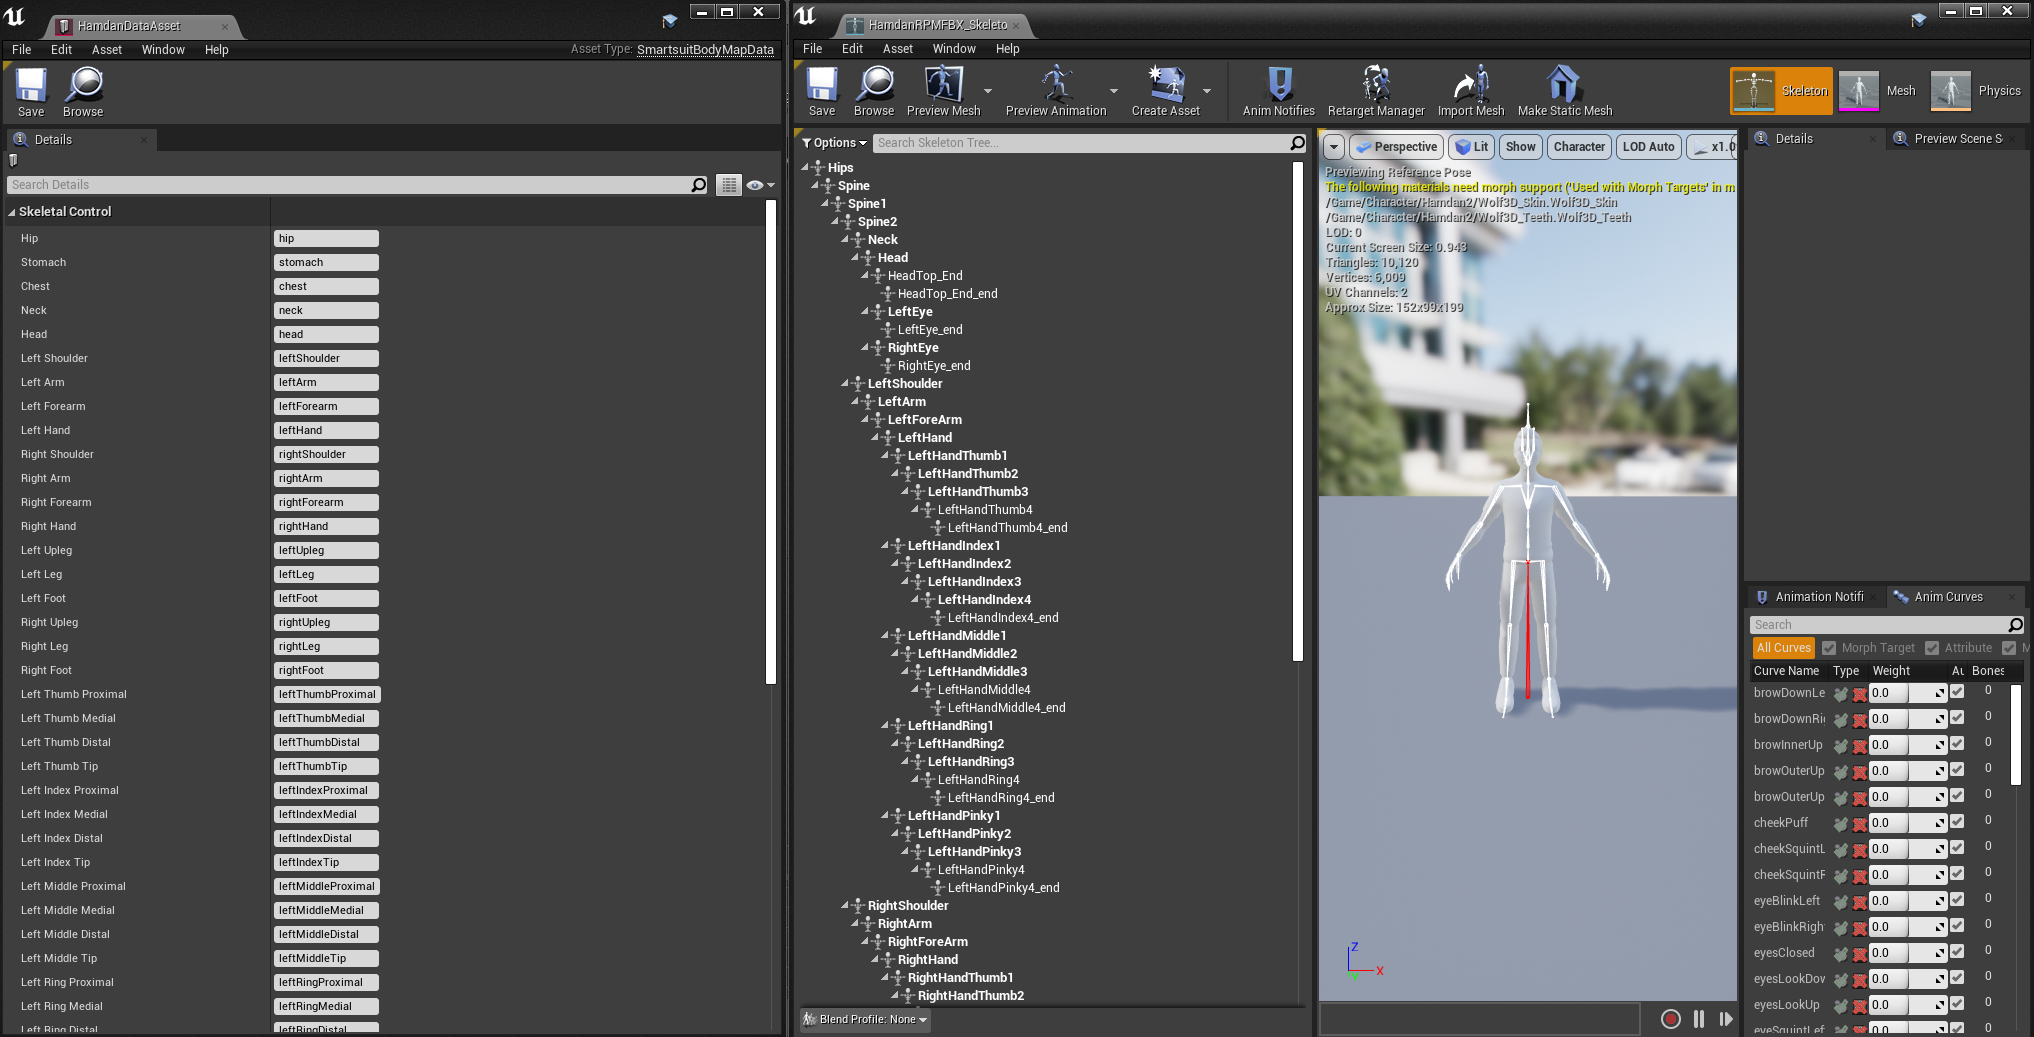 HamdanDataAsset
File Edit Asset Window Help
Asset Type: SmartsuitBodyMapData
Save Browse
Details
Search Details
Skeletal Control
Hip hip
Stomach stomach
Chest chest
Neck neck
Head head
Left Shoulder leftShoulder
Left Arm leftArm
Left Forearm leftForearm
Left Hand leftHand
Right Shoulder rightShoulder
Right Arm rightArm
Right Forearm rightForearm
Right Hand rightHand
Left Upleg leftUpleg
Left Leg leftLeg
Left Foot leftFoot
Right Upleg rightUpleg
Right Leg rightLeg
Right Foot rightFoot
Left Thumb Proximal leftThumbProximal
Left Thumb Medial leftThumbMedial
Left Thumb Distal leftThumbDistal
Left Thumb Tip leftThumbTip
Left Index Proximal leftIndexProximal
Left Index Medial leftIndexMedial
Left Index Distal leftIndexDistal
Left Index Tip leftIndexTip
Left Middle Proximal leftMiddleProximal
Left Middle Medial leftMiddleMedial
Left Middle Distal leftMiddleDistal
Left Middle Tip leftMiddleTip
Left Ring Proximal leftRingProximal
Left Ring Medial leftRingMedial
Left Ring Distal leftRingDistal
HamdanRPMFBX_Skeleto
File Edit Asset Window Help
Save Browse Preview Mesh Preview Animation Create Asset Anim Notifies Retarget Manager Import Mesh Make Static Mesh
Skeleton Mesh Physics
Options Search Skeleton Tree...
Hips
Spine
Spine1
Spine2
Neck
Head
HeadTop_End
HeadTop_End_end
LeftEye
LeftEye_end
RightEye
RightEye_end
LeftShoulder
LeftArm
LeftForeArm
LeftHand
LeftHandThumb1
LeftHandThumb2
LeftHandThumb3
LeftHandThumb4
LeftHandThumb4_end
LeftHandIndex1
LeftHandIndex2
LeftHandIndex3
LeftHandIndex4
LeftHandIndex4_end
LeftHandMiddle1
LeftHandMiddle2
LeftHandMiddle3
LeftHandMiddle4
LeftHandMiddle4_end
LeftHandRing1
LeftHandRing2
LeftHandRing3
LeftHandRing4
LeftHandRing4_end
LeftHandPinky1
LeftHandPinky2
LeftHandPinky3
LeftHandPinky4
LeftHandPinky4_end
RightShoulder
RightArm
RightForeArm
RightHand
RightHandThumb1
RightHandThumb2
Blend Profile: None
Perspective Lit Show Character LOD Auto x1.0
Previewing Reference Pose
The following materials need morph support ('Used with Morph Targets' in m
/Game/Character/Hamdan2/Wolf3D_Skin.Wolf3D_Skin
/Game/Character/Hamdan2/Wolf3D_Teeth.Wolf3D_Teeth
LOD: 0
Current Screen Size: 0.943
Triangles: 10,120
Vertices: 6,009
UV Channels: 2
Approx Size: 152x99x199
Z
X
Y
Details Preview Scene S
Animation Notifi Anim Curves
Search
All Curves Morph Target Attribute M
Curve Name Type Weight Au Bones
browDownLe 0.0 0
browDownRi 0.0 0
browInnerUp 0.0 0
browOuterUp 0.0 0
browOuterUp 0.0 0
cheekPuff 0.0 0
cheekSquintL 0.0 0
cheekSquintR 0.0 0
eyeBlinkLeft 0.0 0
eyeBlinkRigh 0.0 0
eyesClosed 0.0 0
eyesLookDow 0.0 0
eyesLookUp 0.0 0
eyeSquintLef 0.0 0